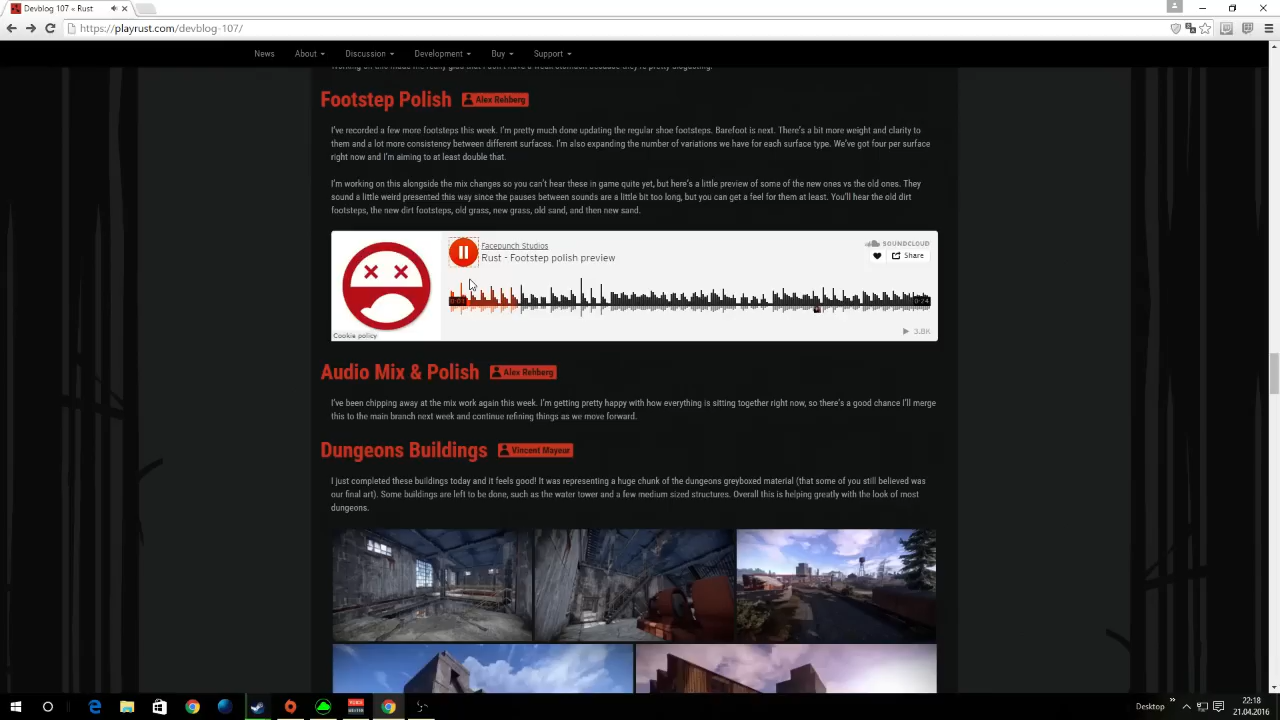 Devblog 107 - Rust
https://playrust.com/devblog-107/
News About Discussion Development Buy Support
Working on this made me really glad that I
Footstep Polish Alex Rehberg
I've recorded a few more footsteps this week. I'm pretty much done updating the regular shoe footsteps. Barefoot is next. There's a bit more weight and clarity to
them and a lot more consistency between different surfaces. I'm also expanding the number of variations we have for each surface type. We've got four per surface
right now and I'm aiming to at least double that.
I'm working on this alongside the mix changes so you can't hear these in game quite yet, but here's a little preview of some of the new ones vs the old ones. They
sound a little weird presented this way since the pauses between sounds are a little bit too long, but you can get a feel for them at least. You'll hear the old dirt
footsteps, the new dirt footsteps, old grass, new grass, old sand, and then new sand.
Facepunch Studios
SOUNDCLOUD
Rust - Footstep polish preview
Share
0:01
0:24
3.8K
Cookie policy
Audio Mix & Polish Alex Rehberg
I've been chipping away at the mix work again this week. I'm getting pretty happy with how everything is sitting together right now, so there's a good chance I'll merge
this to the main branch next week and continue refining things as we move forward.
Dungeons Buildings Vincent Mayeur
I just completed these buildings today and it feels good! It was representing a huge chunk of the dungeons greyboxed material (that some of you still believed was
our final art). Some buildings are left to be done, such as the water tower and a few medium sized structures. Overall this is helping greatly with the look of most
dungeons.
Desktop
22:18
21.04.2016